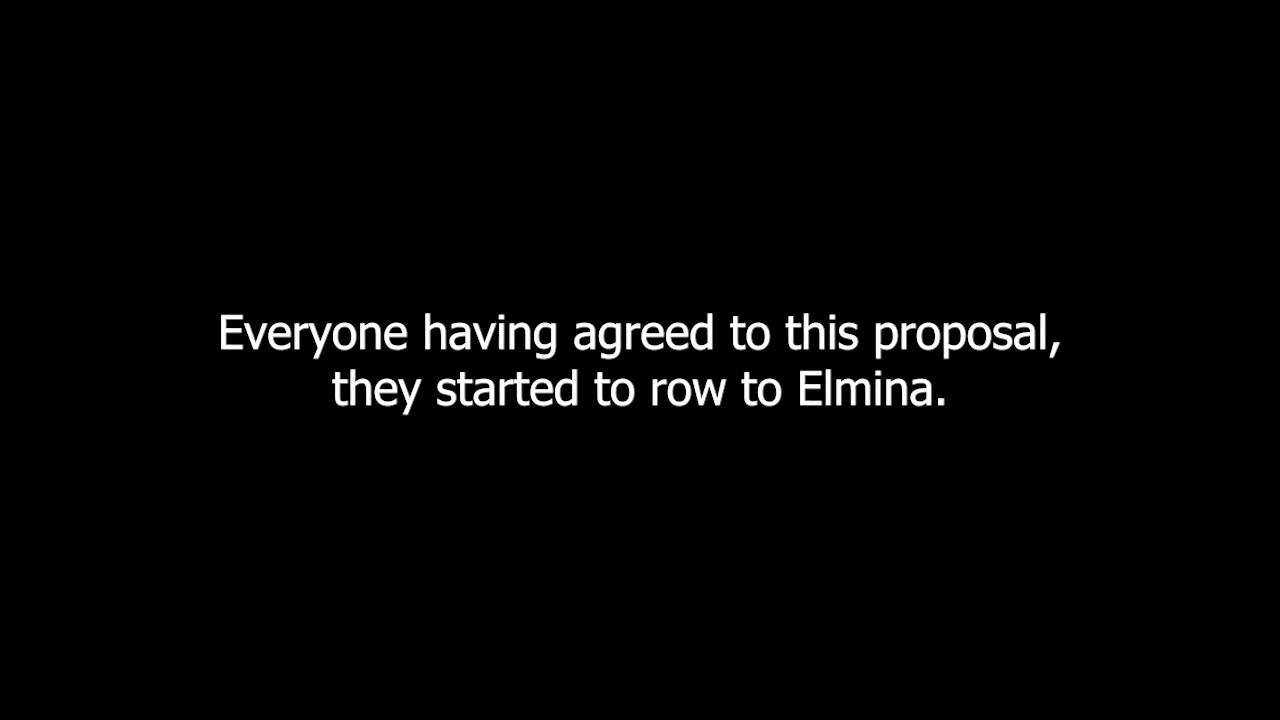 Everyone having agreed to this proposal,
they started to row to Elmina.